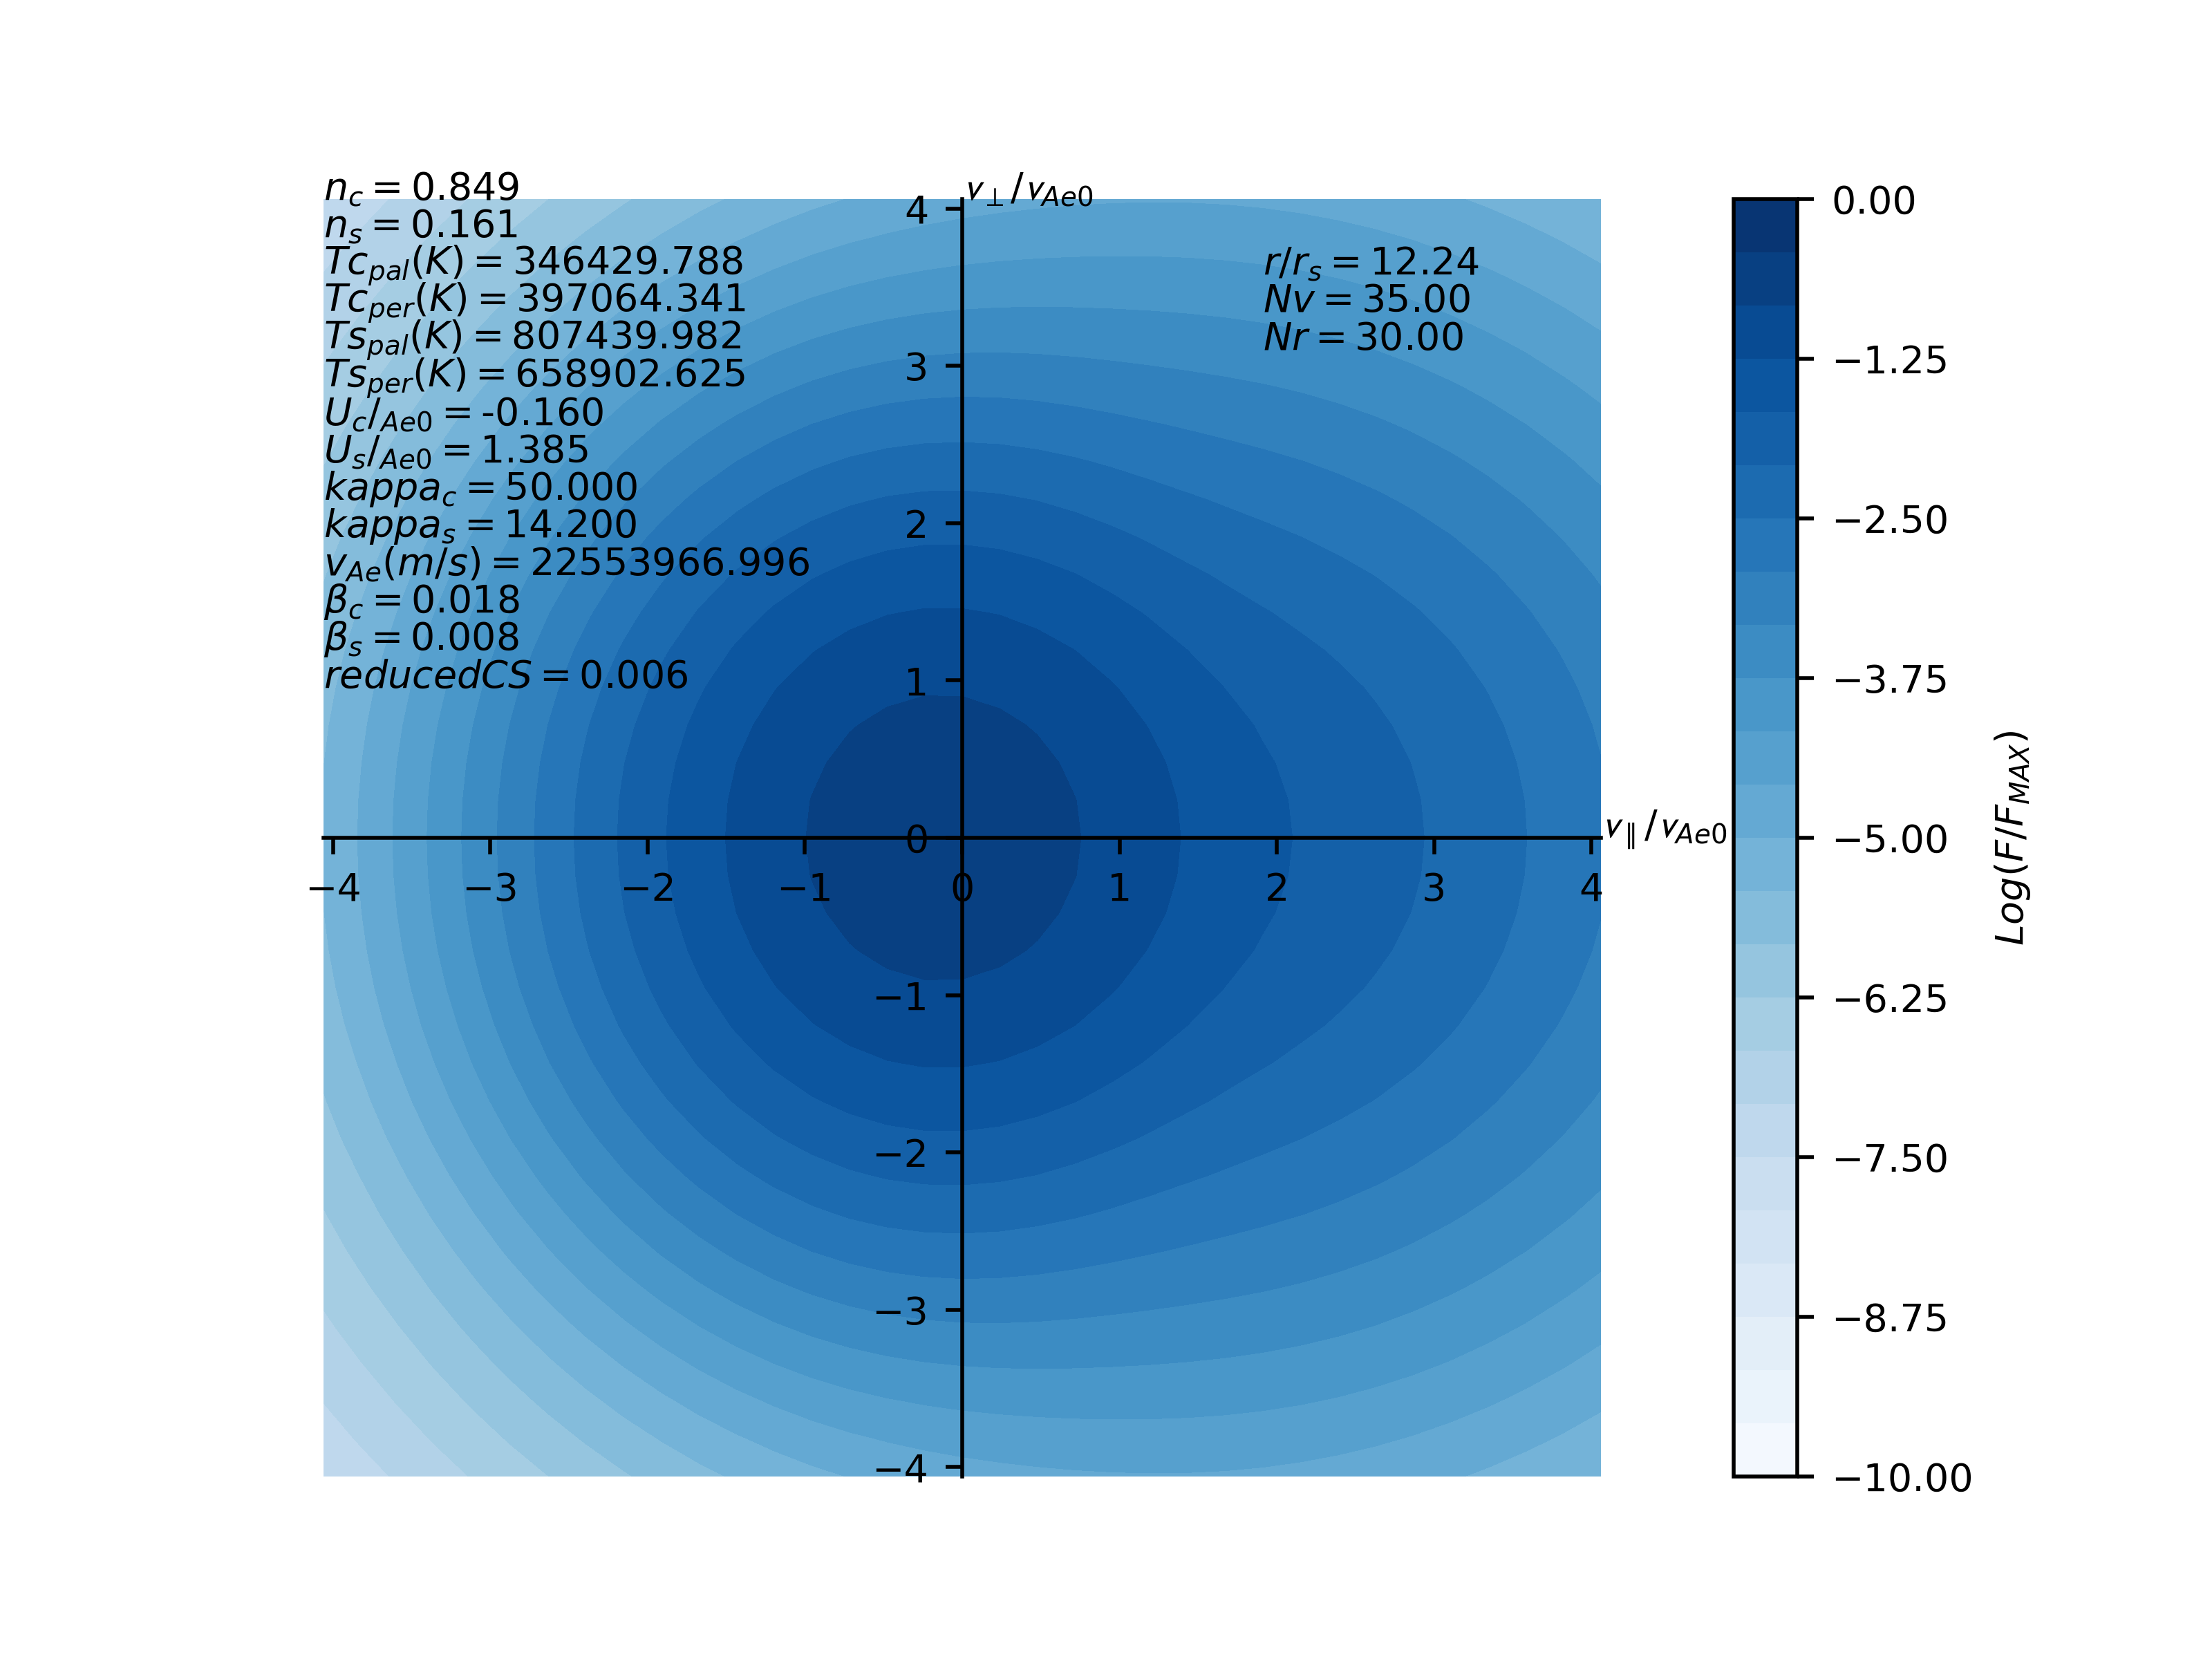 n_c = 0.849
n_s = 0.161
Tc_pal(K) = 346429.788
Tc_per(K) = 397064.341
Ts_pal(K) = 807439.982
Ts_per(K) = 658902.625
U_c/_Ae0 = -0.160
U_s/_Ae0 = 1.385
kappa_c = 50.000
kappa_s = 14.200
v_Ae(m/s) = 22553966.996
β_c = 0.018
β_s = 0.008
reducedCS = 0.006
v_⊥/v_Ae0
r/r_s = 12.24
Nv = 35.00
Nr = 30.00
4
3
2
1
0
−1
−2
−3
−4
−4 −3 −2 −1 0 1 2 3 4
v_∥/v_Ae0
0.00
−1.25
−2.50
−3.75
−5.00
−6.25
−7.50
−8.75
−10.00
Log(F/F_MAX)